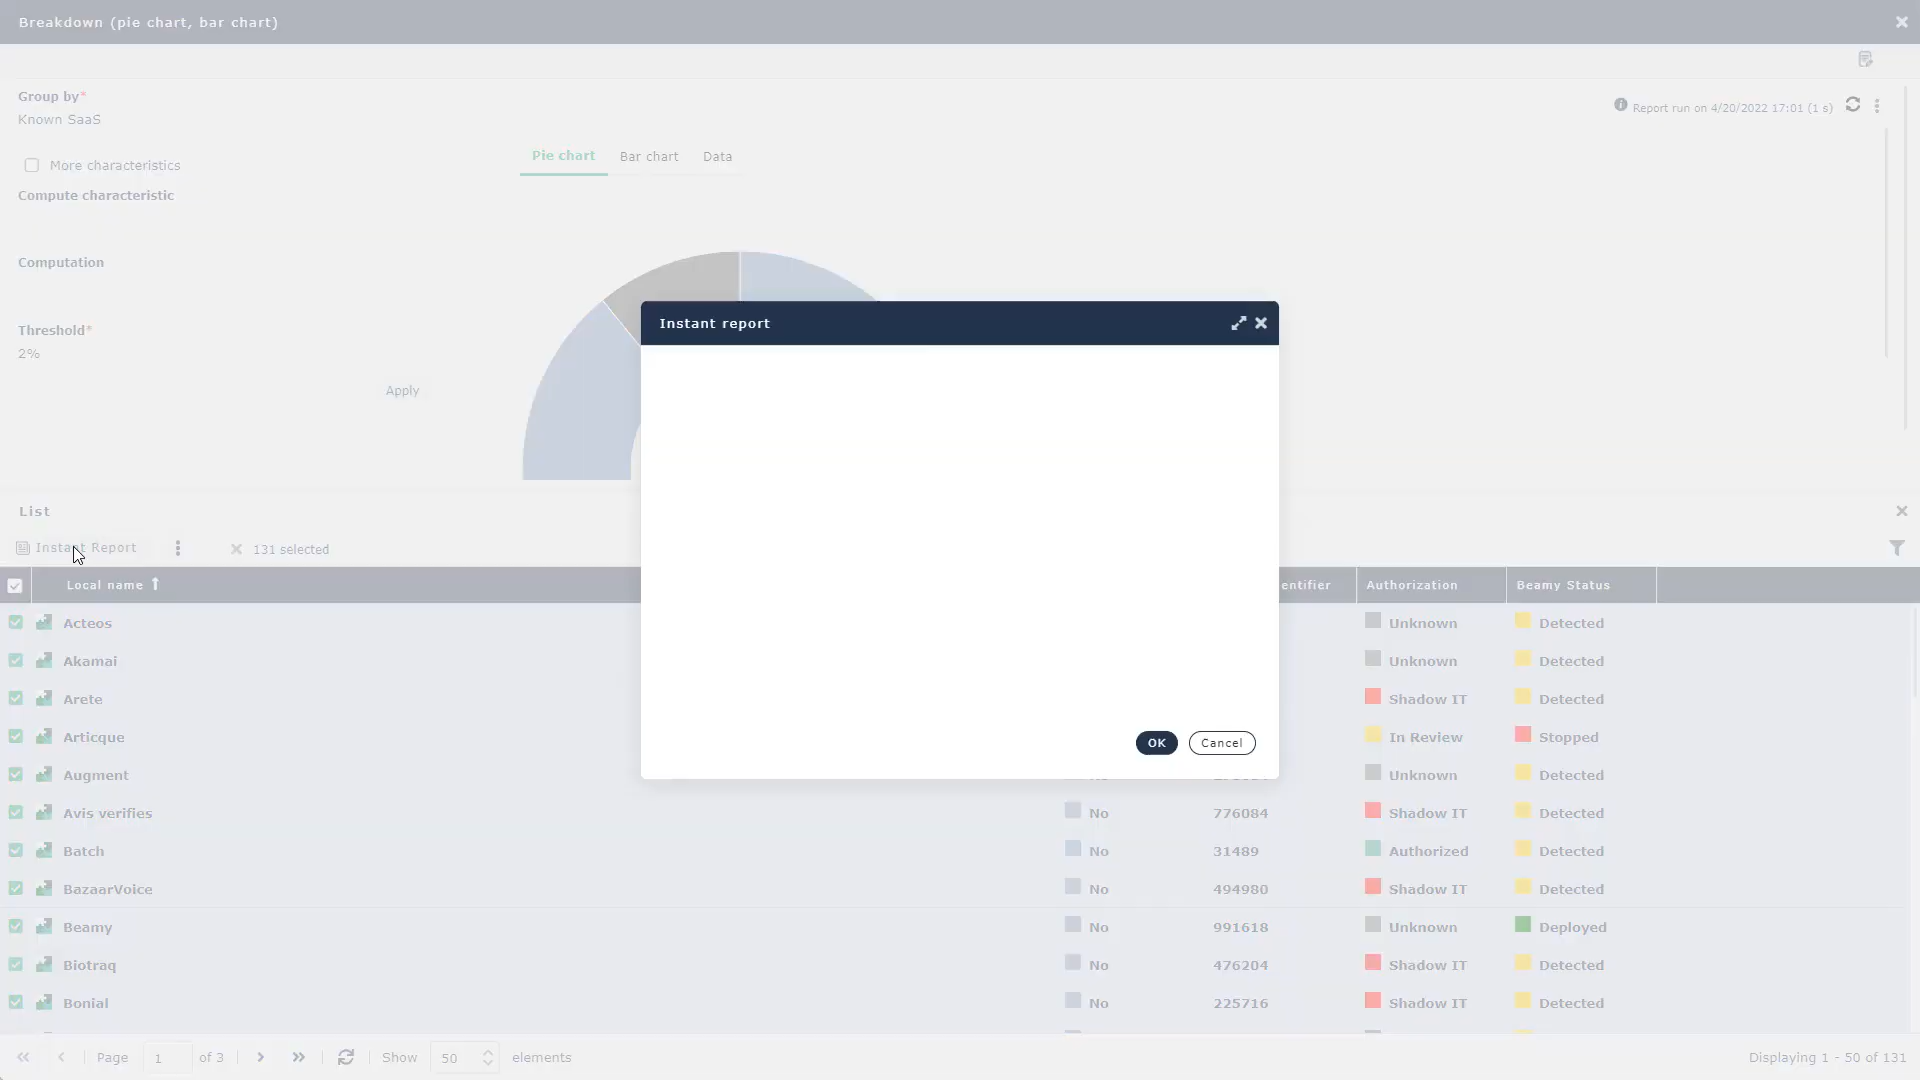 Breakdown (pie chart, bar chart)
Group by*
Known SaaS
Report run on 4/20/2022 17:01 (1 s)
More characteristics
Pie chart Bar chart Data
Compute characteristic
Computation
Threshold*
2%
Apply
Instant report
OK Cancel
List
Instant Report 131 selected
Local name entifier Authorization Beamy Status
Acteos Unknown Detected
Akamai Unknown Detected
Arete Shadow IT Detected
Articque In Review Stopped
Augment Unknown Detected
Avis verifies No 776084 Shadow IT Detected
Batch No 31489 Authorized Detected
BazaarVoice No 494980 Shadow IT Detected
Beamy No 991618 Unknown Deployed
Biotraq No 476204 Shadow IT Detected
Bonial No 225716 Shadow IT Detected
Page 1 of 3 Show 50 elements Displaying 1 - 50 of 131